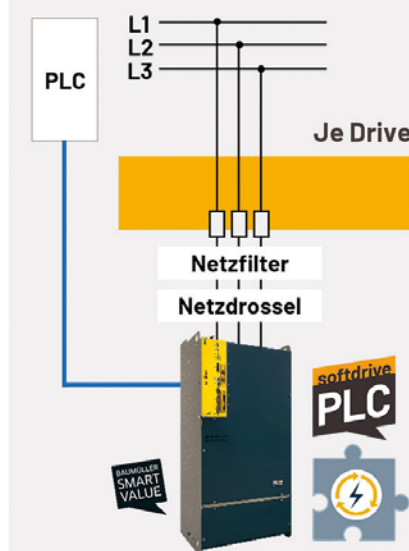 L1
L2
L3
PLC
Je Drive
Netzfilter
Netzdrossel
softdrive
PLC
BAUMÜLLER
SMART
VALUE